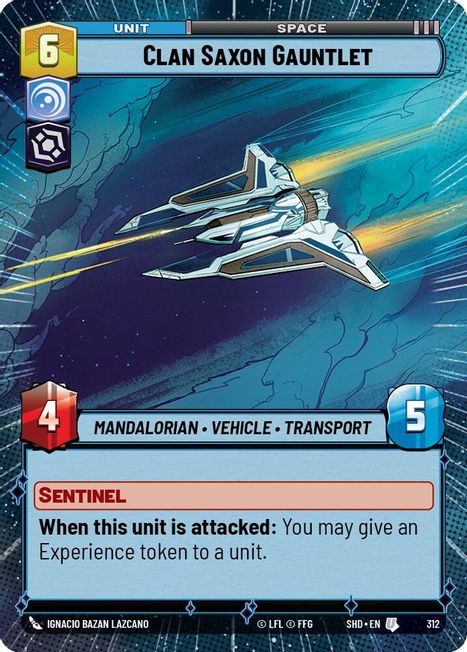 UNIT SPACE
6 CLAN SAXON GAUNTLET
4 MANDALORIAN • VEHICLE • TRANSPORT 5
SENTINEL
When this unit is attacked: You may give an
Experience token to a unit.
IGNACIO BAZAN LAZCANO © LFL © FFG SHD • EN 312